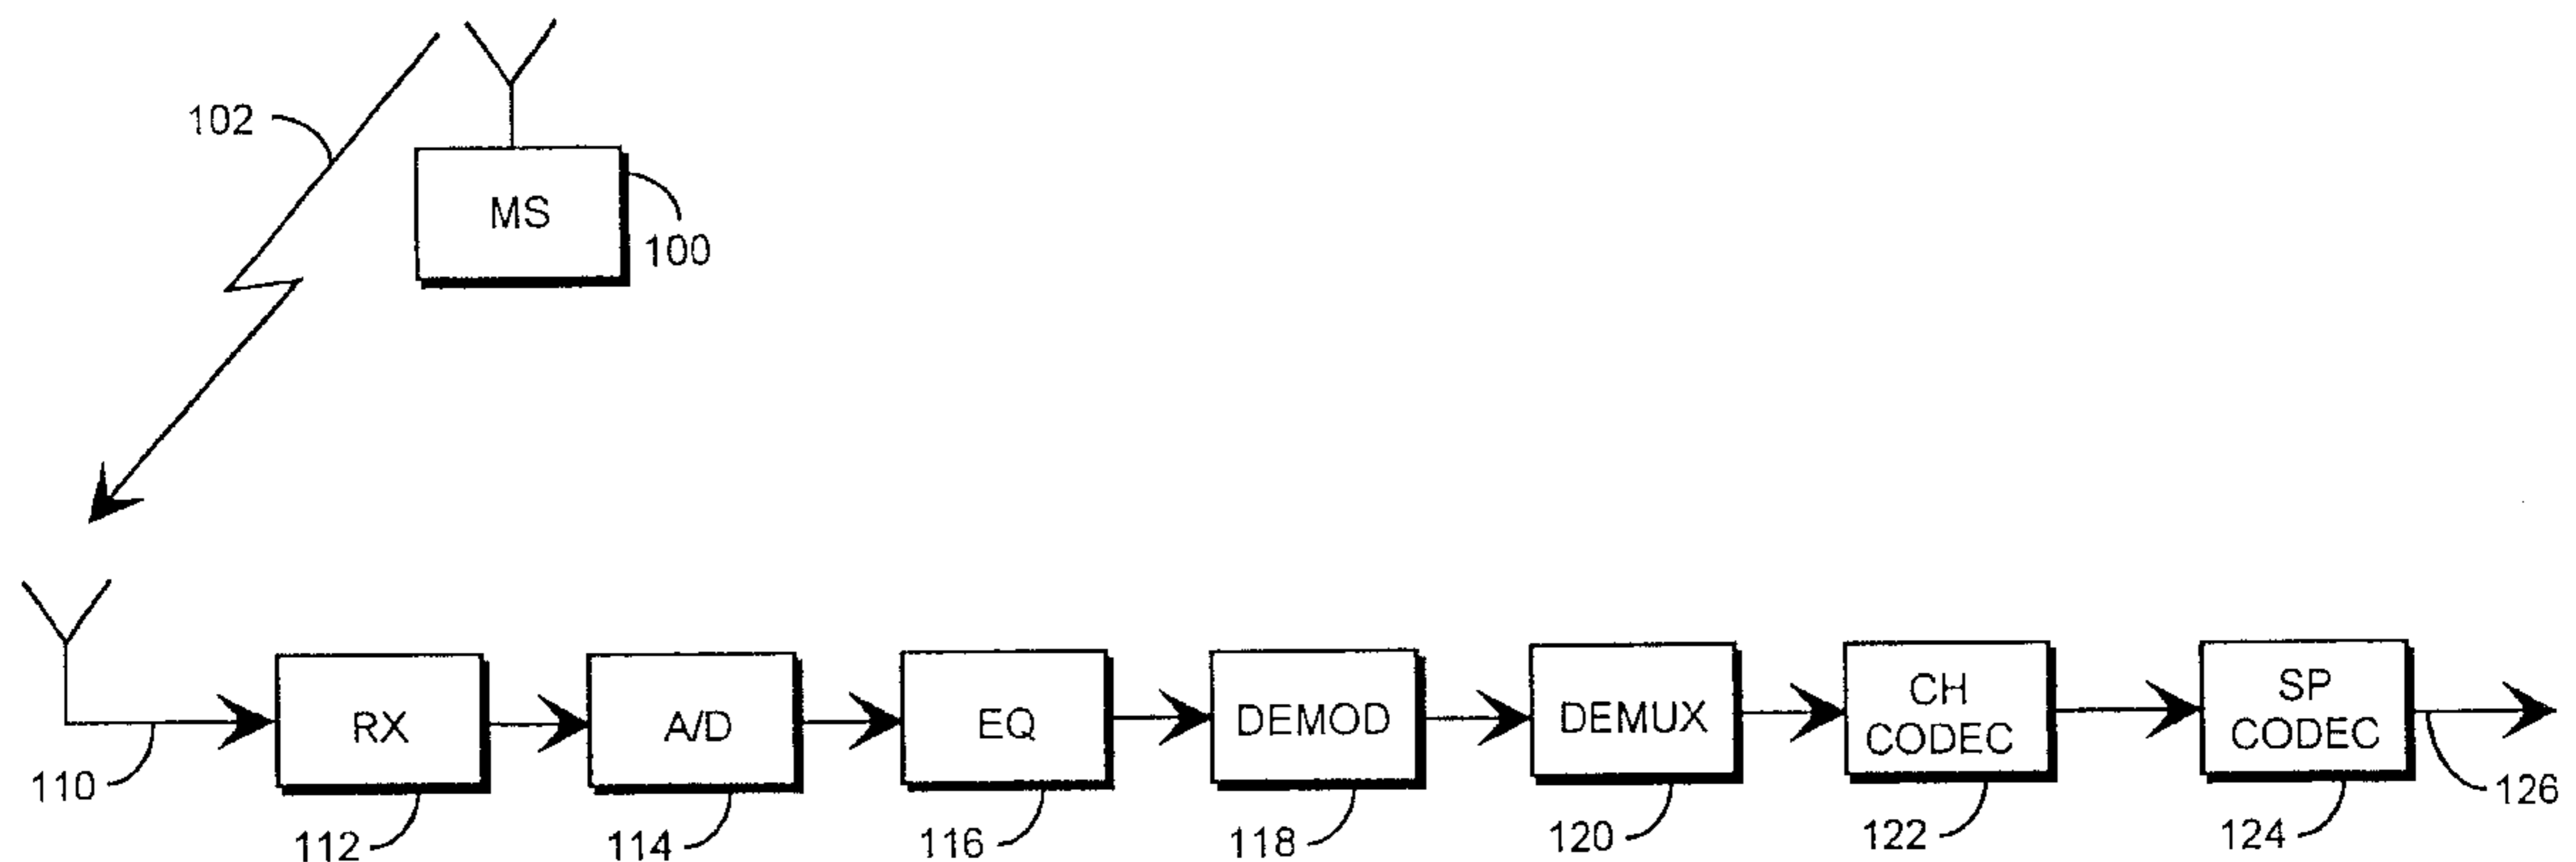 102
MS
100
RX
A/D
EQ
DEMOD
DEMUX
CH
CODEC
SP
CODEC
110
112
114
116
118
120
122
124
126